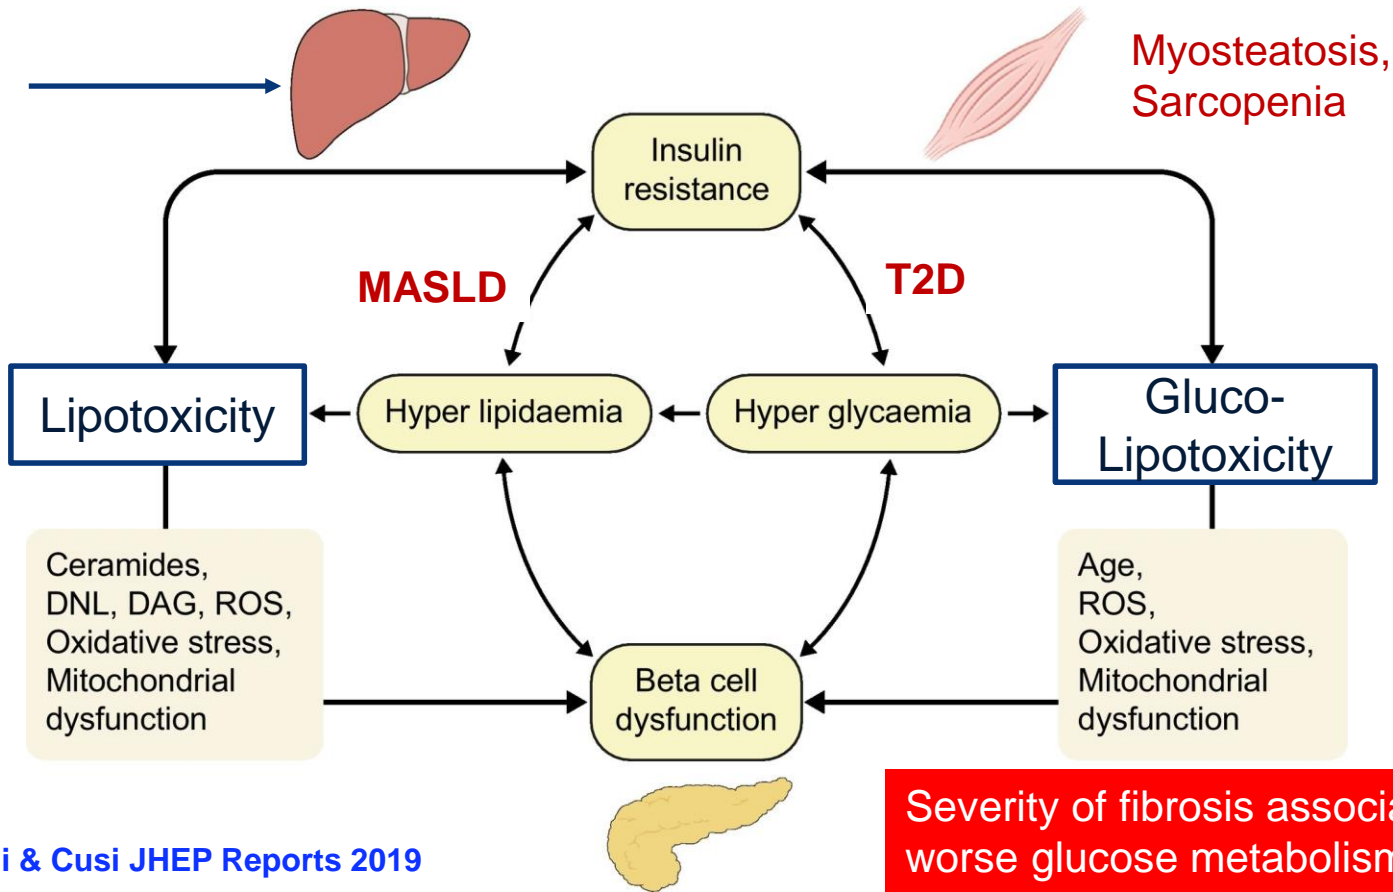 Myosteatosis,
Sarcopenia
Insulin
resistance
MASLD
T2D
Lipotoxicity
Hyper lipidaemia
Hyper glycaemia
Gluco-
Lipotoxicity
Ceramides,
DNL, DAG, ROS,
Oxidative stress,
Mitochondrial
dysfunction
Age,
ROS,
Oxidative stress,
Mitochondrial
dysfunction
Beta cell
dysfunction
Severity of fibrosis
worse glucose metabolism
& Cusi JHEP Reports 2019